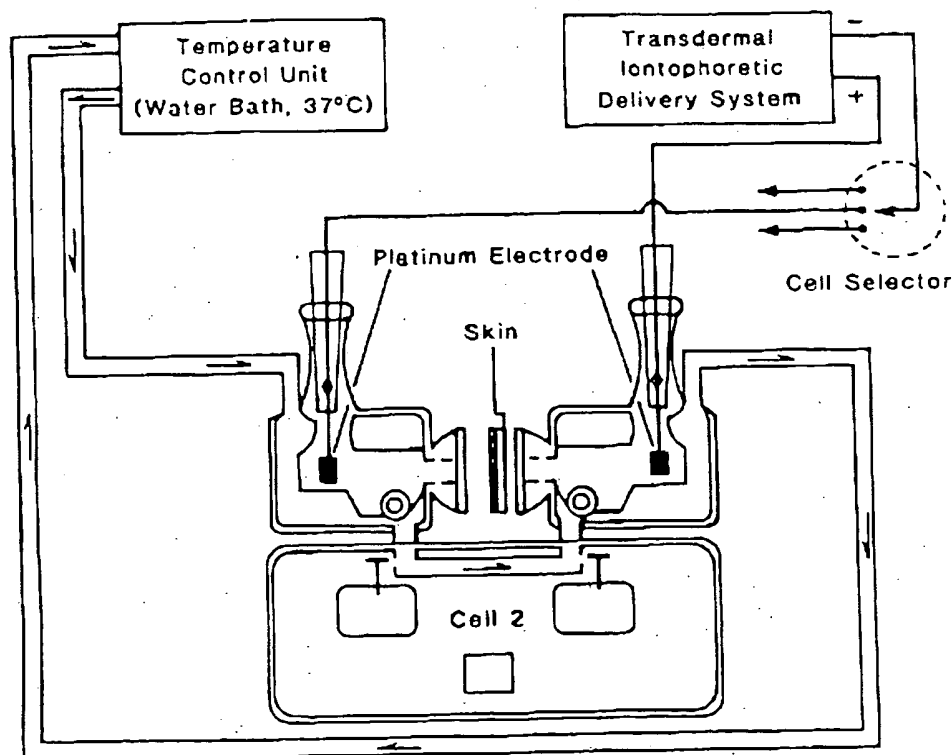 Temperature
Control Unit
(Water Bath, 37°C)
Transdermal
Iontophoretic
Delivery System
-
+
Platinum Electrode
Cell Selector
Skin
Cell 2